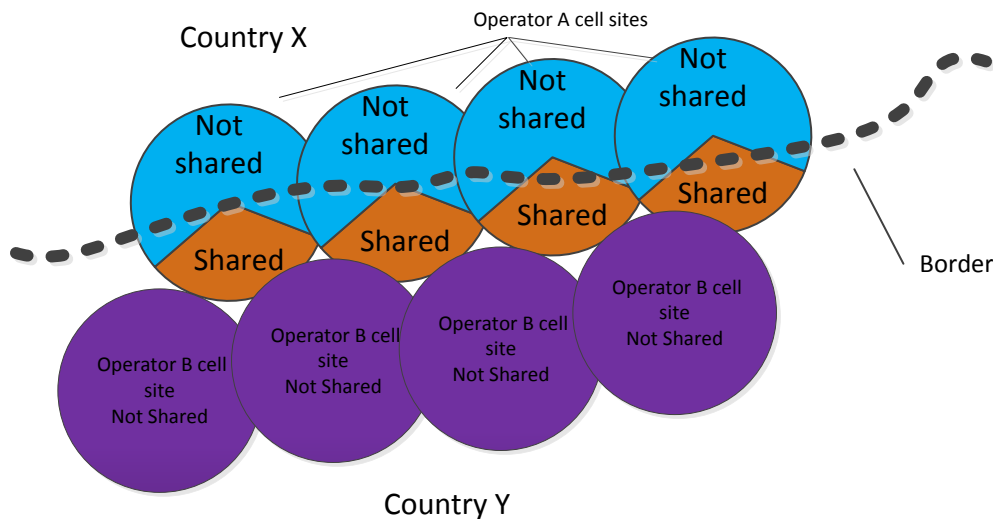 Operator A cell sites
Country X
Not
shared
Not
shared
Not
shared
Not
shared
Shared
Shared
Shared
Shared
Border
Operator B cell
site
Not Shared
Operator B cell
site
Not Shared
Operator B cell
site
Not Shared
Operator B cell
site
Not Shared
Country Y